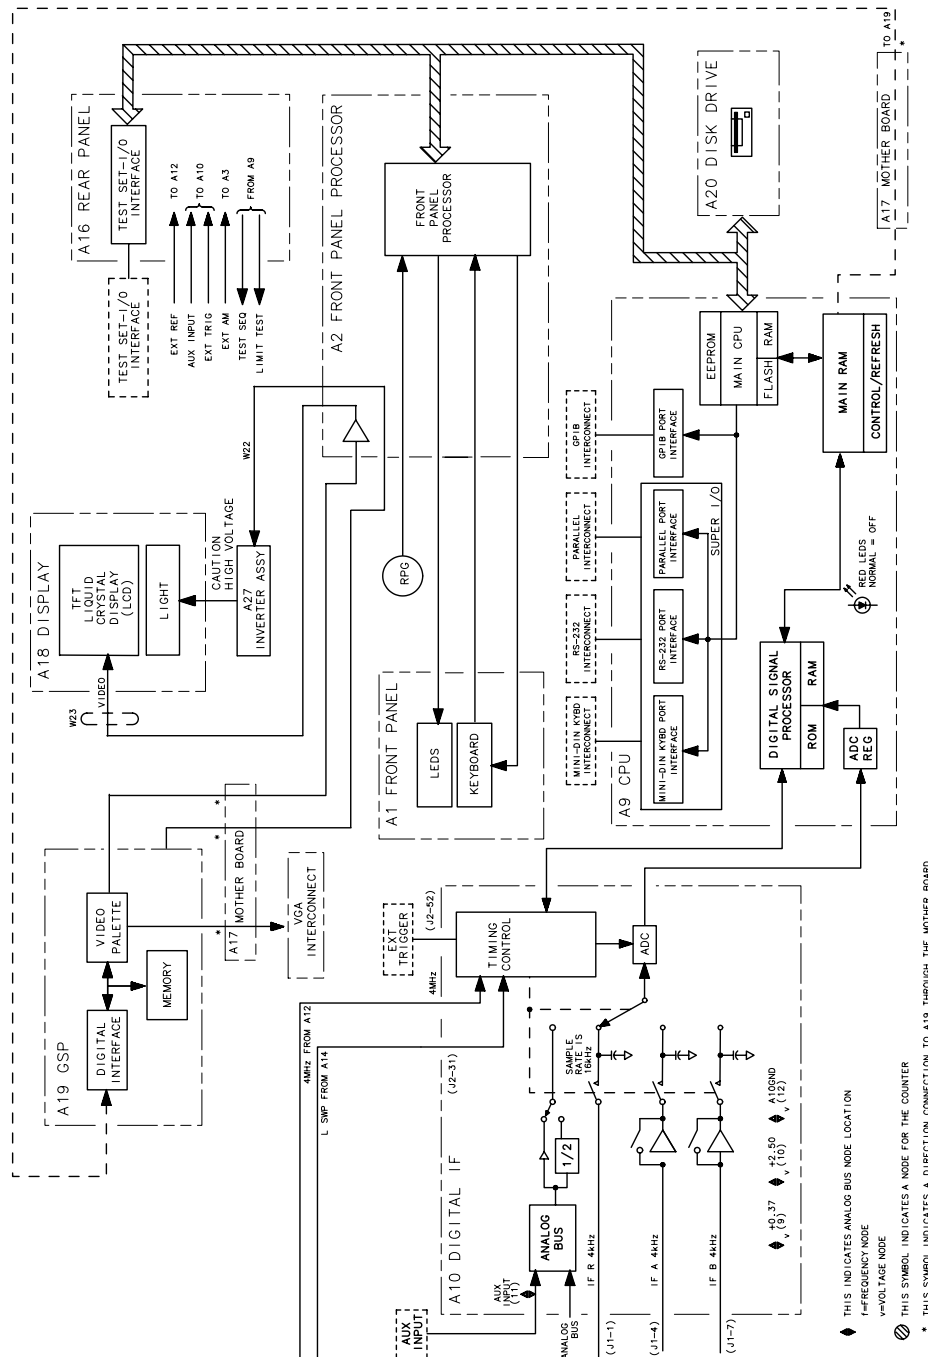 TO A19
*
A17 MOTHER BOARD
A20 DISK DRIVE
A16 REAR PANEL
TEST SET-I/O
INTERFACE
TEST SET-I/O
INTERFACE
EXT REF
TO A12
AUX INPUT
EXT TRIG
TO A10
EXT AM
TO A3
TEST SEQ
LIMIT TEST
FROM A9
A2 FRONT PANEL PROCESSOR
FRONT
PANEL
PROCESSOR
EEPROM
MAIN CPU
FLASH
RAM
MAIN RAM
CONTROL/REFRESH
GPIB
INTERCONNECT
GPIB PORT
INTERFACE
PARALLEL
INTERCONNECT
PARALLEL PORT
INTERFACE
SUPER I/O
RS-232
INTERCONNECT
RS-232 PORT
INTERFACE
MINI-DIN KYBD
INTERCONNECT
MINI-DIN KYBD PORT
INTERFACE
A9 CPU
RED LEDS
NORMAL = OFF
DIGITAL SIGNAL
PROCESSOR
ROM
RAM
ADC
REG
W22
A18 DISPLAY
TFT
LIQUID
CRYSTAL
DISPLAY
(LCD)
LIGHT
CAUTION
HIGH VOLTAGE
A27
INVERTER ASSY
VIDEO
W23
RPG
A1 FRONT PANEL
LEDS
KEYBOARD
A19 GSP
VIDEO
PALETTE
DIGITAL
INTERFACE
MEMORY
*
*
*
A17 MOTHER BOARD
VGA
INTERCONNECT
A10 DIGITAL IF
EXT
TRIGGER
(J2-52)
4MHz
TIMING
CONTROL
ADC
4MHz FROM A12
L SWP FROM A14
(J2-31)
SAMPLE
RATE IS
16kHz
1/2
ANALOG
BUS
AUX
INPUT
(11)
AUX
INPUT
ANALOG
BUS
IF R 4kHz
(J1-1)
IF A 4kHz
(J1-4)
IF B 4kHz
(J1-7)
+0.37
v (9)
+2.50
v (10)
A10GND
v (12)
THIS INDICATES ANALOG BUS NODE LOCATION
f=FREQUENCY NODE
v=VOLTAGE NODE
THIS SYMBOL INDICATES A NODE FOR THE COUNTER
* THIS SYMBOL INDICATES A DIRECTION CONNECTION TO A19 THROUGH THE MOTHER BOARD